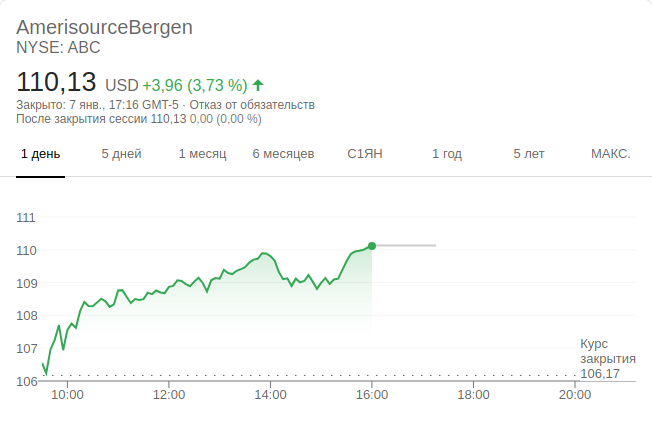 AmerisourceBergen
NYSE: ABC
110,13 USD +3,96 (3,73 %)
Закрыто: 7 янв., 17:16 GMT-5 · Отказ от обязательств
После закрытия сессии 110,13 0,00 (0,00 %)
1 день 5 дней 1 месяц 6 месяцев С1ЯН 1 год 5 лет МАКС.
111
110
109
108
107
106
Курс
закрытия
106,17
10:00 12:00 14:00 16:00 18:00 20:00